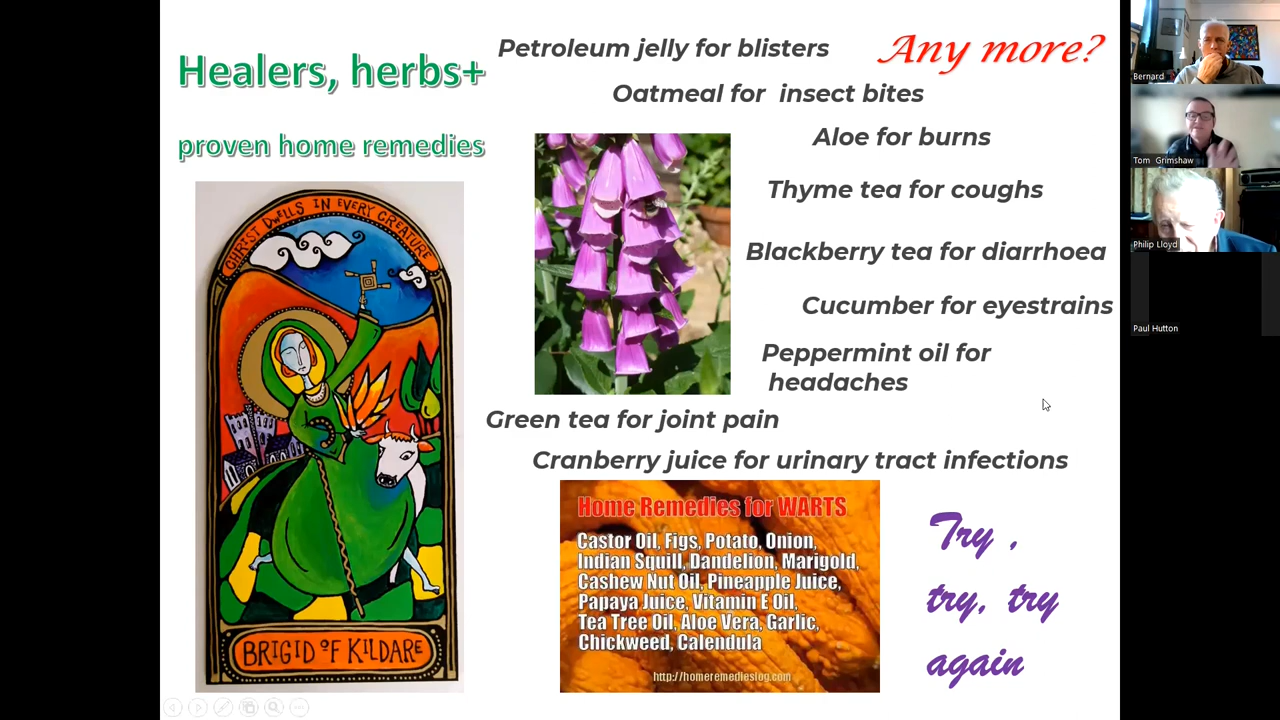 Healers, herbs+
proven home remedies
Petroleum jelly for blisters
Any more?
Oatmeal for  insect bites
Aloe for burns
Thyme tea for coughs
Blackberry tea for diarrhoea
Cucumber for eyestrains
Peppermint oil for
headaches
Green tea for joint pain
Cranberry juice for urinary tract infections
CHRIST DWELLS IN EVERY CREATURE
BRIGID OF KILDARE
Home Remedies for WARTS
Castor Oil, Figs, Potato, Onion,
Indian Squill, Dandelion, Marigold,
Cashew Nut Oil, Pineapple Juice,
Papaya Juice, Vitamin E Oil,
Tea Tree Oil, Aloe Vera, Garlic,
Chickweed, Calendula
http://homeremedieslog.com
Try ,
try, try
again
Bernard
Tom Grimshaw
Philip Lloyd
Paul Hutton